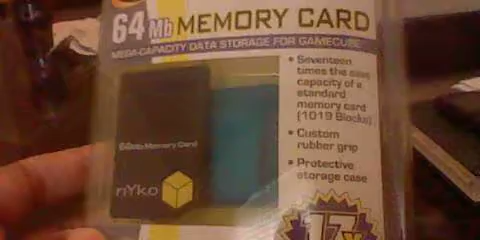 64 Mb MEMORY CARD
MEGA-CAPACITY DATA STORAGE FOR GAMECUBE
• Seventeen
times the
capacity of a
standard
memory card
(1019 Blocks)
• Custom
rubber grip
• Protective
storage case
64Mb Memory Card
nYko
17x